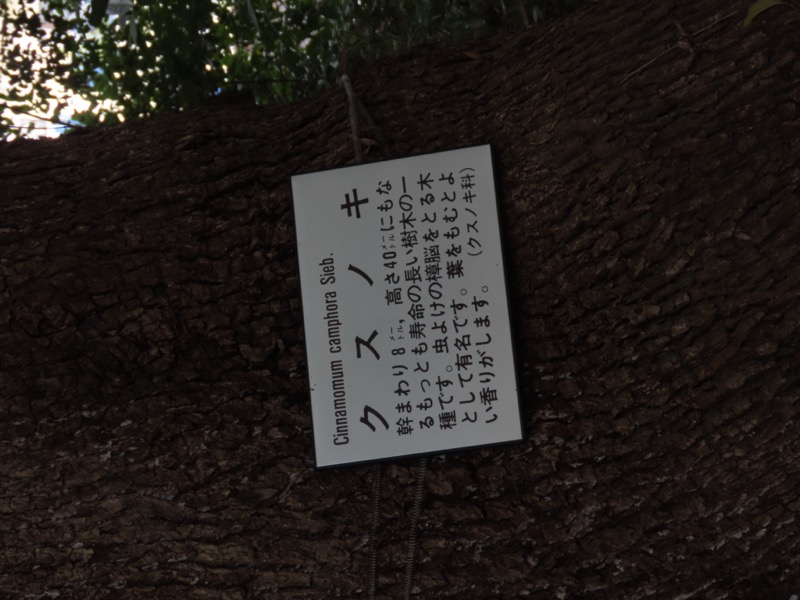 Cinnamomum camphora Sieb.
クスノキ
幹まわり8メートル，高さ40メートルにもな
るもっとも寿命の長い樹木の一
種です。虫よけの樟脳をとる木
として有名です。葉をもむとよ
い香りがします。（クスノキ科）